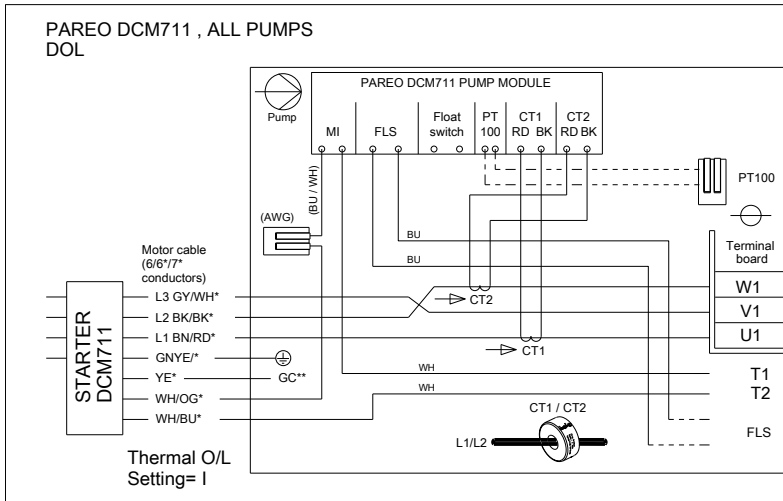 PAREO DCM711 , ALL PUMPS
DOL
PAREO DCM711 PUMP MODULE
Pump
MI
FLS
Float
switch
PT
100
CT1
RD BK
CT2
RD BK
(BU / WH)
(AWG)
PT100
Motor cable
(6/6*/7*
conductors)
BU
BU
Terminal
board
W1
V1
U1
STARTER
DCM711
L3 GY/WH*
L2 BK/BK*
L1 BN/RD*
GNYE/*
YE*
WH/OG*
WH/BU*
GC**
CT2
CT1
WH
WH
T1
T2
FLS
CT1 / CT2
L1/L2
Thermal O/L
Setting= I